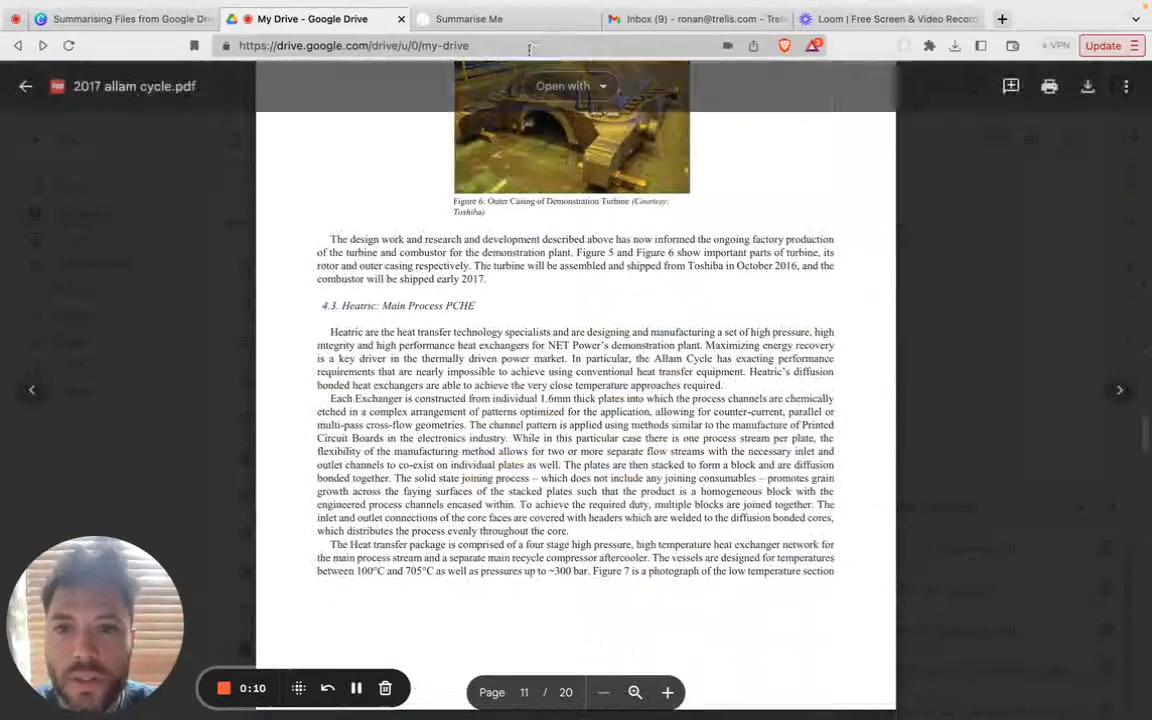 Summarising Files from Google Dri
My Drive - Google Drive
Summarise Me
Inbox (9) - ronan@trelis.com - Treli
Loom | Free Screen & Video Record
https://drive.google.com/drive/u/0/my-drive
VPN
Update
2017 allam cycle.pdf
Open with
Figure 6: Outer Casing of Demonstration Turbine (Courtesy:
Toshiba)
The design work and research and development described above has now informed the ongoing factory production
of the turbine and combustor for the demonstration plant. Figure 5 and Figure 6 show important parts of turbine, its
rotor and outer casing respectively. The turbine will be assembled and shipped from Toshiba in October 2016, and the
combustor will be shipped early 2017.
4.3. Heatric: Main Process PCHE
Heatric are the heat transfer technology specialists and are designing and manufacturing a set of high pressure, high
integrity and high performance heat exchangers for NET Power's demonstration plant. Maximizing energy recovery
is a key driver in the thermally driven power market. In particular, the Allam Cycle has exacting performance
requirements that are nearly impossible to achieve using conventional heat transfer equipment. Heatric's diffusion
bonded heat exchangers are able to achieve the very close temperature approaches required.
Each Exchanger is constructed from individual 1.6mm thick plates into which the process channels are chemically
etched in a complex arrangement of patterns optimized for the application, allowing for counter-current, parallel or
multi-pass cross-flow geometries. The channel pattern is applied using methods similar to the manufacture of Printed
Circuit Boards in the electronics industry. While in this particular case there is one process stream per plate, the
flexibility of the manufacturing method allows for two or more separate flow streams with the necessary inlet and
outlet channels to co-exist on individual plates as well. The plates are then stacked to form a block and are diffusion
bonded together. The solid state joining process – which does not include any joining consumables – promotes grain
growth across the faying surfaces of the stacked plates such that the product is a homogeneous block with the
engineered process channels encased within. To achieve the required duty, multiple blocks are joined together. The
inlet and outlet connections of the core faces are covered with headers which are welded to the diffusion bonded cores,
which distributes the process evenly throughout the core.
The Heat transfer package is comprised of a four stage high pressure, high temperature heat exchanger network for
the main process stream and a separate main recycle compressor aftercooler. The vessels are designed for temperatures
between 100°C and 705°C as well as pressures up to ~300 bar. Figure 7 is a photograph of the low temperature section
0:10
Page 11 / 20